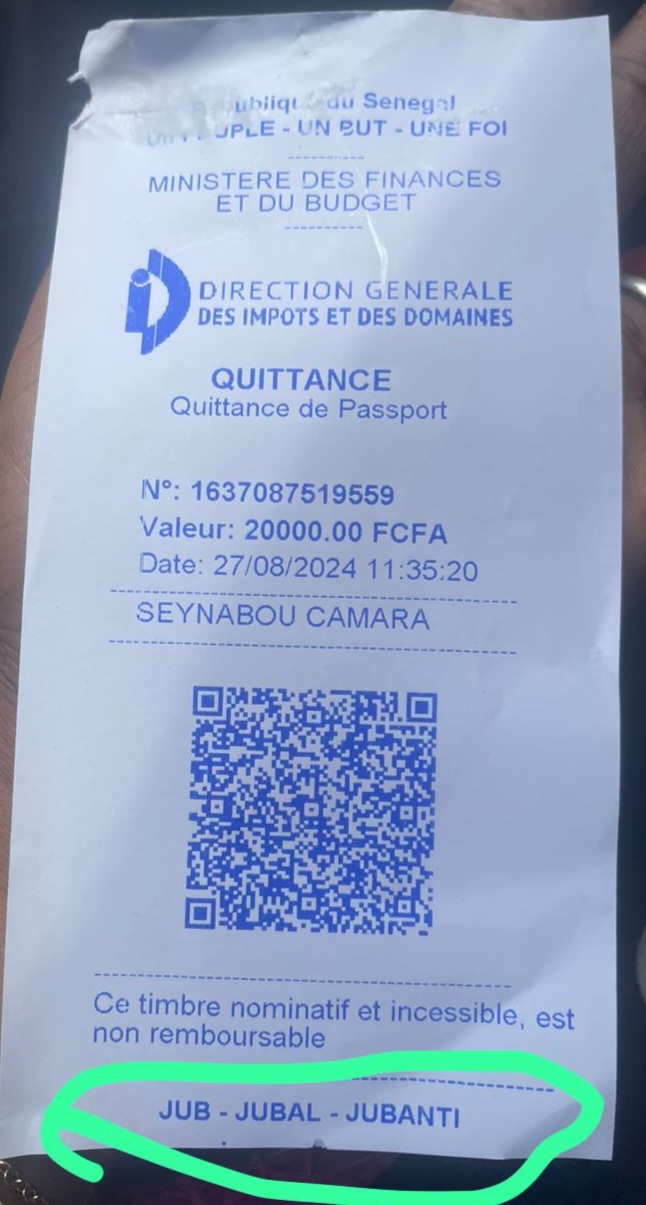 du Senegal
UN BUT - UNE FOI
MINISTERE DES FINANCES
ET DU BUDGET
DIRECTION GENERALE
DES IMPOTS ET DES DOMAINES
QUITTANCE
Quittance de Passport
N°: 1637087519559
Valeur: 20000.00 FCFA
Date: 27/08/2024 11:35:20
SEYNABOU CAMARA
Ce timbre nominatif et incessible, est
non remboursable
JUB - JUBAL - JUBANTI